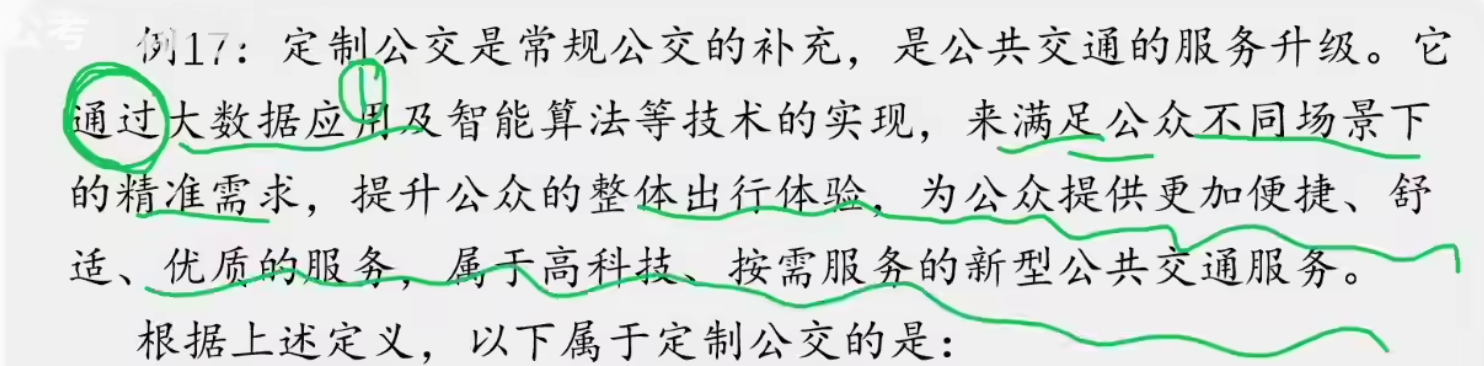 公考
例17：定制公交是常规公交的补充，是公共交通的服务升级。它
通过大数据应用及智能算法等技术的实现，来满足公众不同场景下
的精准需求，提升公众的整体出行体验，为公众提供更加便捷、舒
适、优质的服务，属于高科技、按需服务的新型公共交通服务。
根据上述定义，以下属于定制公交的是：